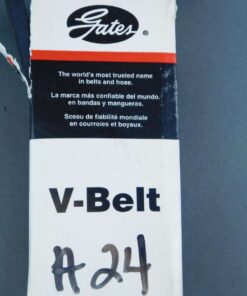 Gates®
The world's most trusted name
in belts and hose.
La marca más confiable del mundo
en bandas y mangueras.
Sceau de fiabilité mondiale
en courroies et boyaux.
V-Belt
A 24